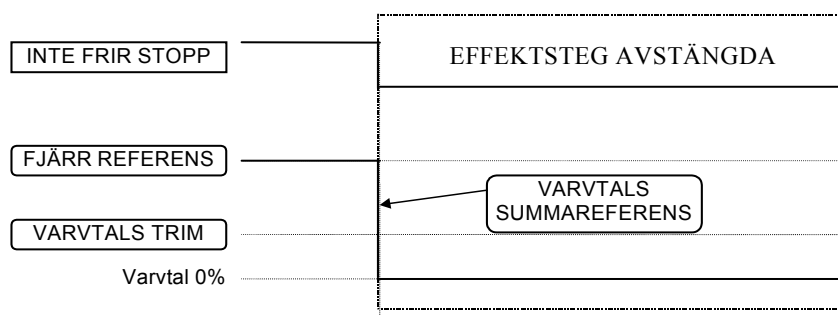 INTE FRIR STOPP
EFFEKTSTEG AVSTÄNGDA
FJÄRR REFERENS
VARVTALS
SUMMAREFERENS
VARVTALS TRIM
Varvtal 0%